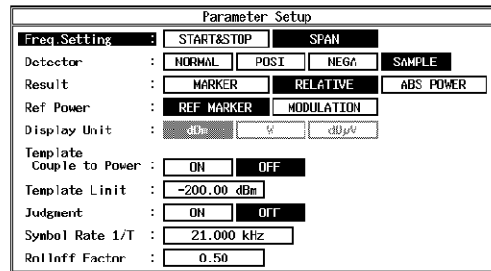 Parameter Setup
Freq.Setting : START&STOP SPAN
Detector : NORMAL POSI NEGA SAMPLE
Result : MARKER RELATIVE ABS POWER
Ref Power : REF MARKER MODULATION
Display Unit : dBm W dBμV
Template
Couple to Power : ON OFF
Template Limit : -200.00 dBm
Judgment : ON OFF
Symbol Rate 1/T : 21.000 kHz
Rolloff Factor : 0.50